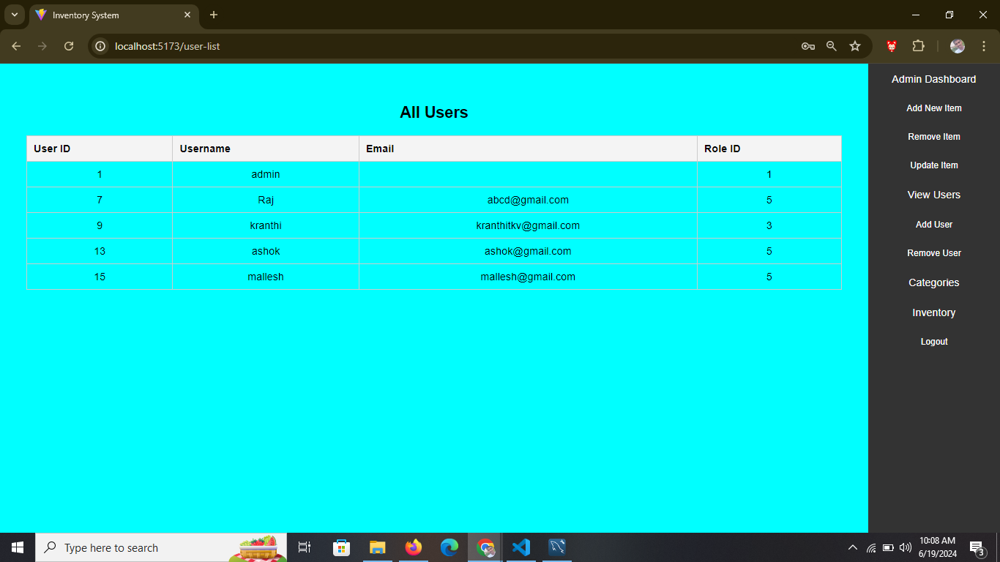 Inventory System
localhost:5173/user-list
All Users
User ID Username Email Role ID
1 admin 1
7 Raj abcd@gmail.com 5
9 kranthi kranthitkv@gmail.com 3
13 ashok ashok@gmail.com 5
15 mallesh mallesh@gmail.com 5
Admin Dashboard
Add New Item
Remove Item
Update Item
View Users
Add User
Remove User
Categories
Inventory
Logout
Type here to search
10:08 AM
6/19/2024
3